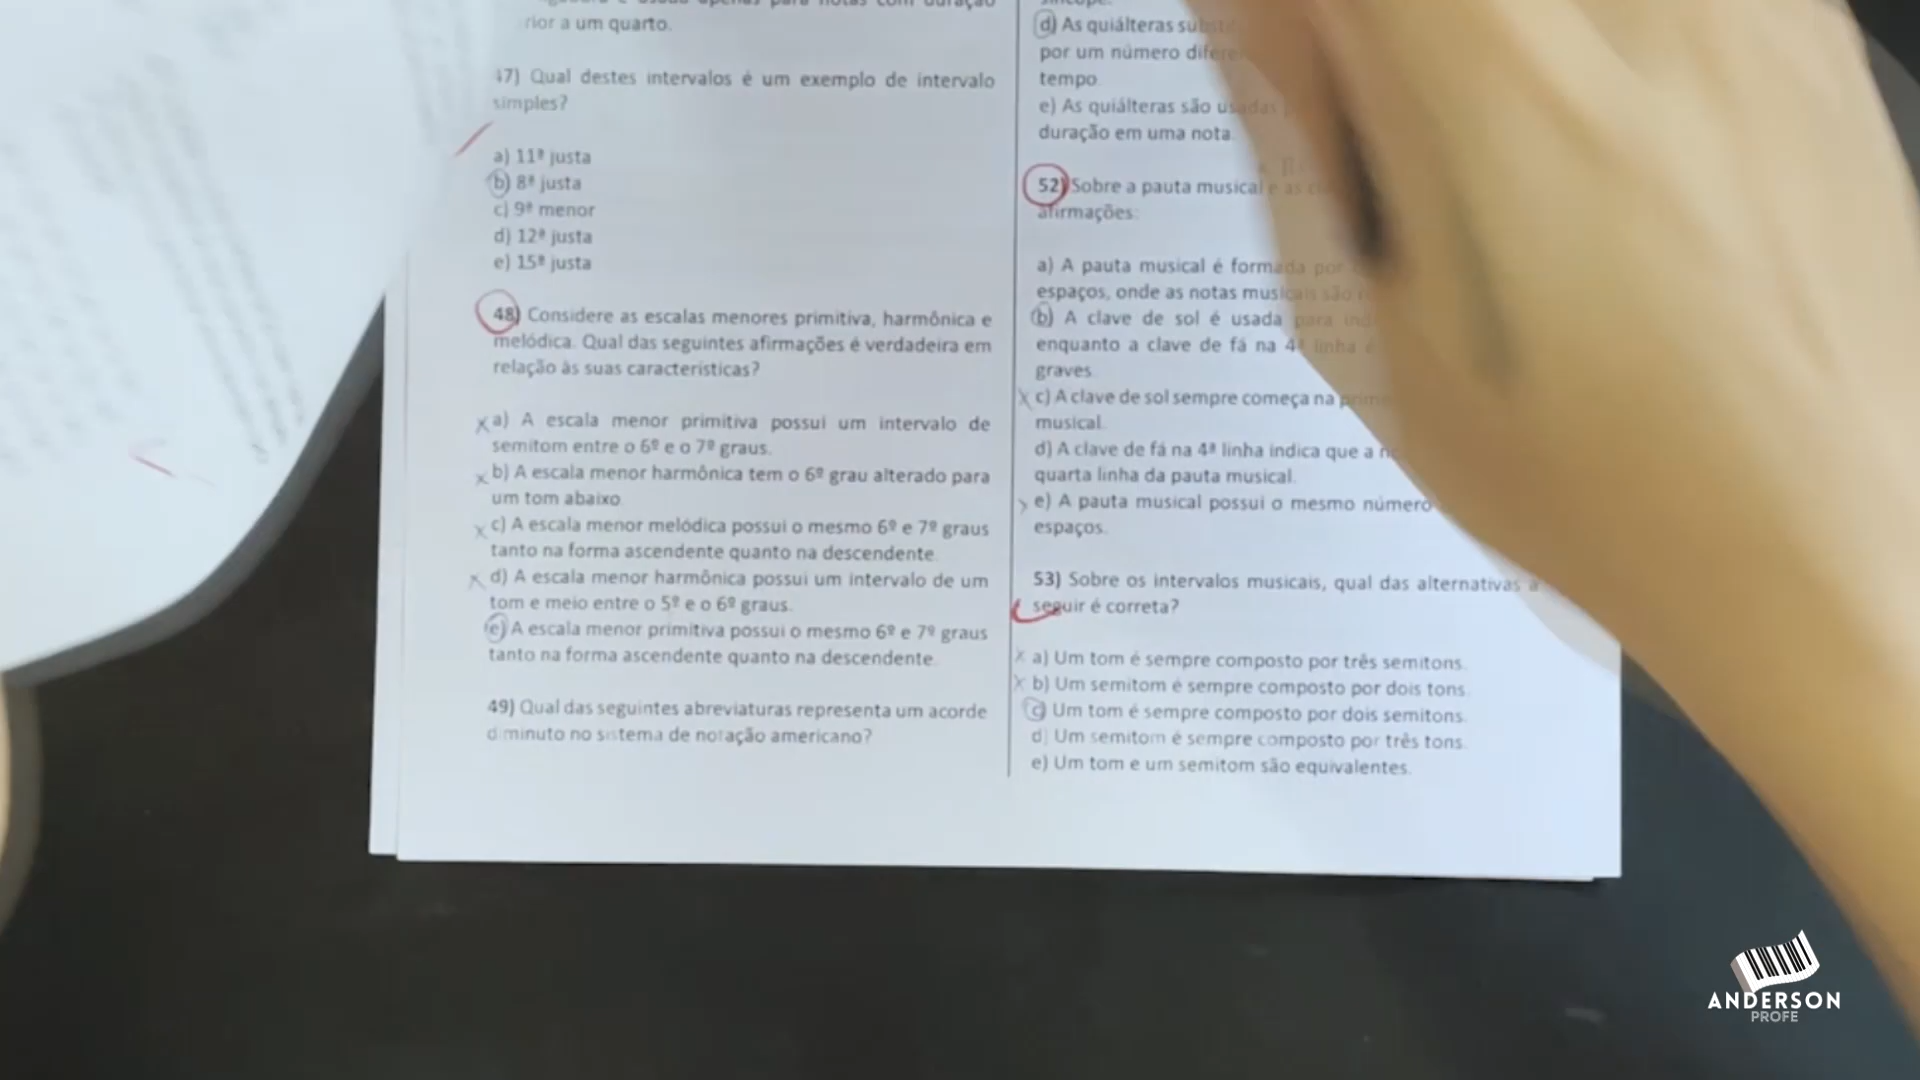 rior a um quarto.
47) Qual destes intervalos é um exemplo de intervalo
simples?
a) 11ª justa
b) 8ª justa
c) 9ª menor
d) 12ª justa
e) 15ª justa
48) Considere as escalas menores primitiva, harmônica e
melódica. Qual das seguintes afirmações é verdadeira em
relação às suas características?
a) A escala menor primitiva possui um intervalo de
semitom entre o 6º e o 7º graus.
b) A escala menor harmônica tem o 6º grau alterado para
um tom abaixo.
c) A escala menor melódica possui o mesmo 6º e 7º graus
tanto na forma ascendente quanto na descendente.
d) A escala menor harmônica possui um intervalo de um
tom e meio entre o 5º e o 6º graus.
e) A escala menor primitiva possui o mesmo 6º e 7º graus
tanto na forma ascendente quanto na descendente.
49) Qual das seguintes abreviaturas representa um acorde
diminuto no sistema de notação americano?
d) As quiálteras
por um número
tempo
e) As quiálteras são usadas
duração em uma nota.
52) Sobre a pauta musical e as
afirmações:
a) A pauta musical é formada por
espaços, onde as notas musicais são
b) A clave de sol é usada para
enquanto a clave de fá na 4ª linha é
graves.
c) A clave de sol sempre começa na
musical.
d) A clave de fá na 4ª linha indica que a
quarta linha da pauta musical.
e) A pauta musical possui o mesmo número
espaços.
53) Sobre os intervalos musicais, qual das alternativas a
seguir é correta?
a) Um tom é sempre composto por três semitons.
b) Um semitom é sempre composto por dois tons.
c) Um tom é sempre composto por dois semitons.
d) Um semitom é sempre composto por três tons.
e) Um tom e um semitom são equivalentes.
ANDERSON
PROFE